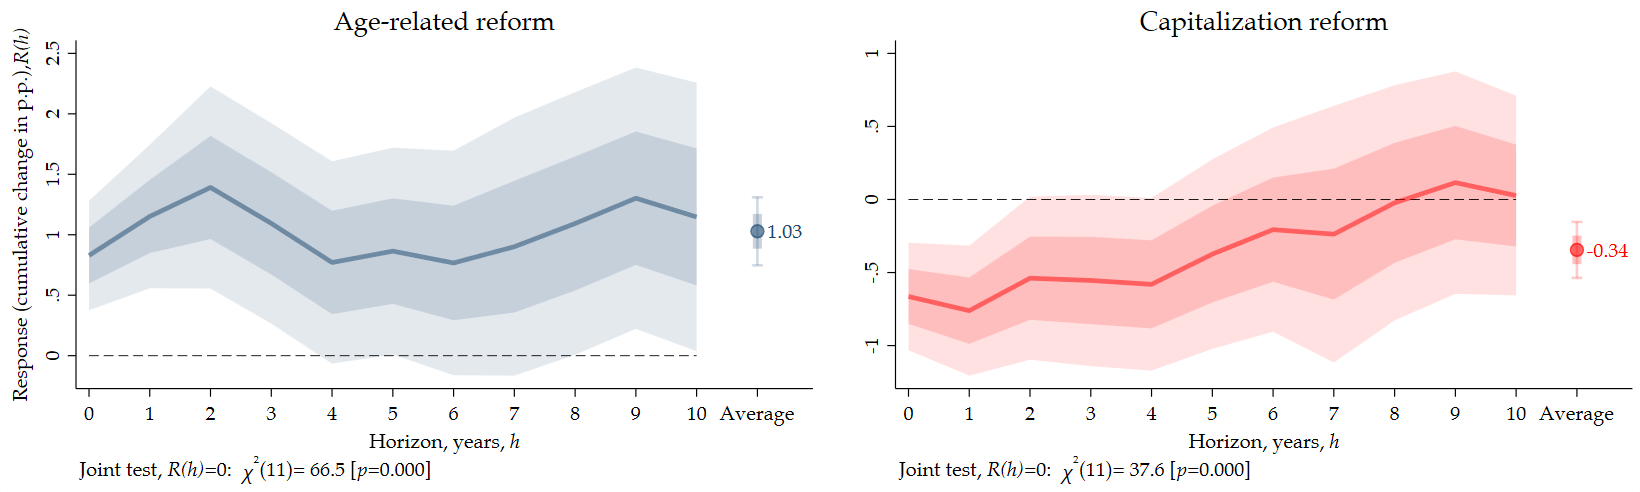 Age-related reform
Response (cumulative change in p.p.),R(h)
2.5
2
1.5
1
.5
0
1.03
0 1 2 3 4 5 6 7 8 9 10 Average
Horizon, years, h
Joint test, R(h)=0: χ²(11)= 66.5 [p=0.000]
Capitalization reform
1
.5
0
-.5
-1
-0.34
0 1 2 3 4 5 6 7 8 9 10 Average
Horizon, years, h
Joint test, R(h)=0: χ²(11)= 37.6 [p=0.000]